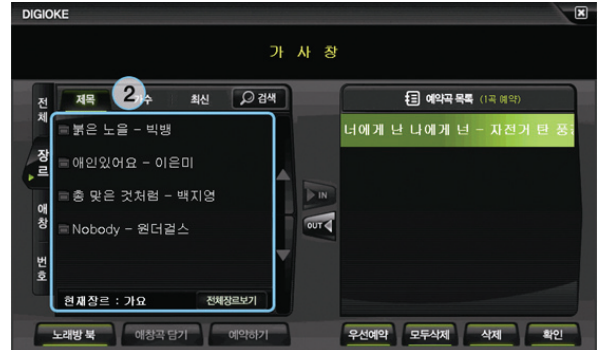 DIGIOKE
가 사 창
전체
장르
애창
번호
제목 2 수 최신 검색
붉은 노을 - 빅뱅
애인있어요 - 이은미
총 맞은 것처럼 - 백지영
Nobody - 원더걸스
현재장르 : 가요 전체장르보기
IN
OUT
예약곡 목록 (1곡 예약)
너에게 난 나에게 넌 - 자전거 탄 풍
노래방 북 애창곡 담기 예약하기
우선예약 모두삭제 삭제 확인